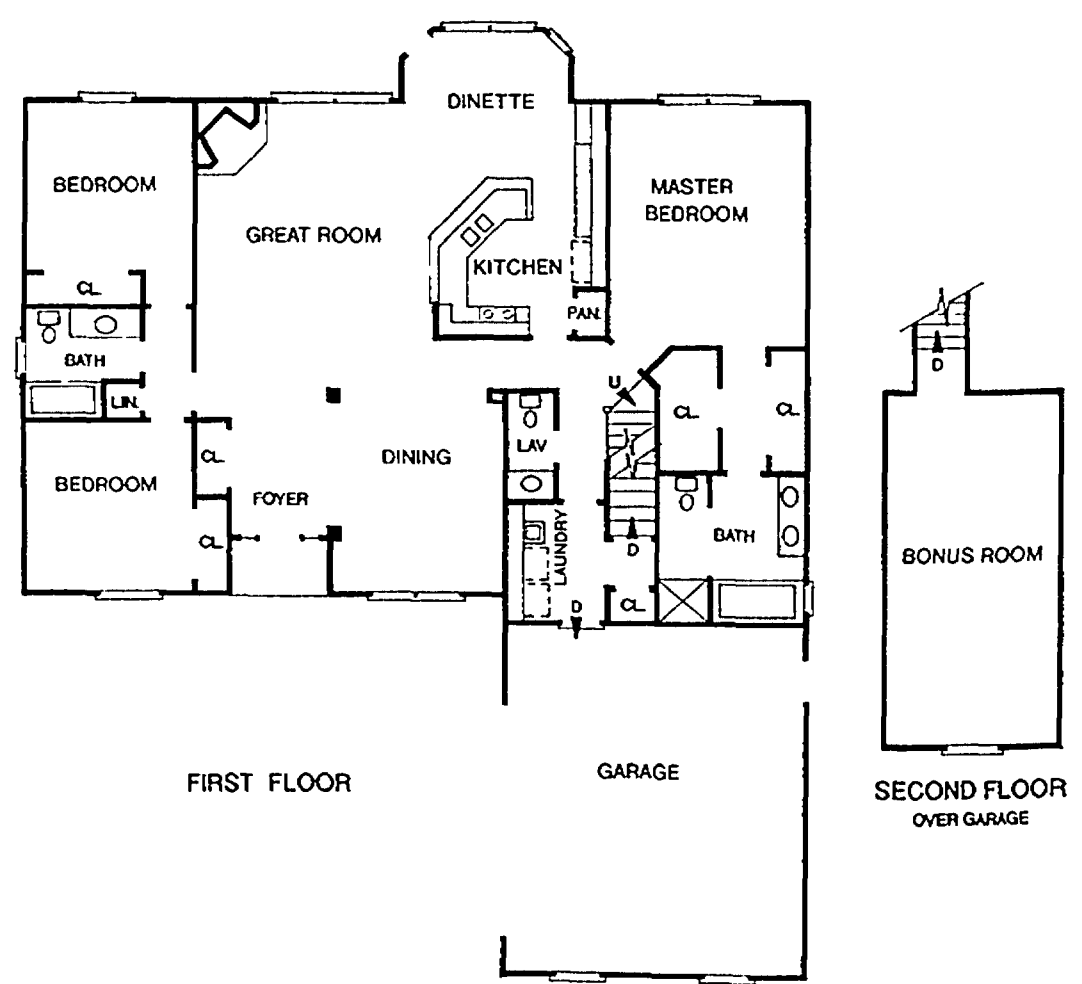 DINETTE
BEDROOM
MASTER
BEDROOM
GREAT ROOM
KITCHEN
CL.
PAN.
BATH
LIN.
U
D
CL.
CL.
LAV
DINING
CL.
BEDROOM
FOYER
LAUNDRY
CL.
D
BATH
BONUS ROOM
D
CL.
FIRST FLOOR
GARAGE
SECOND FLOOR
OVER GARAGE